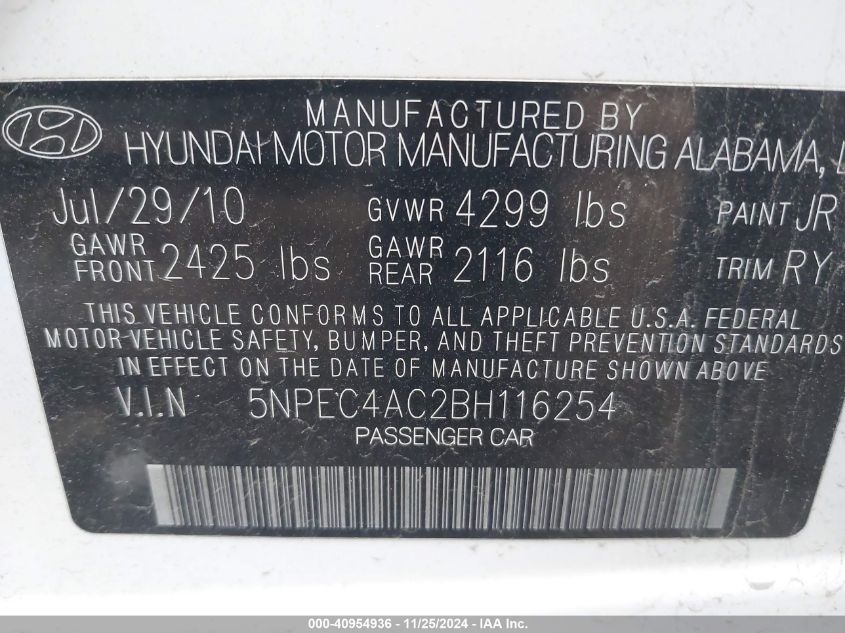 MANUFACTURED BY
HYUNDAI MOTOR MANUFACTURING ALABAMA,
Jul/29/10 GVWR 4299 lbs PAINT JR
GAWR FRONT 2425 lbs GAWR REAR 2116 lbs TRIM RY
THIS VEHICLE CONFORMS TO ALL APPLICABLE U.S.A. FEDERAL
MOTOR-VEHICLE SAFETY, BUMPER, AND THEFT PREVENTION STANDARDS
IN EFFECT ON THE DATE OF MANUFACTURE SHOWN ABOVE
V.I.N 5NPEC4AC2BH116254
PASSENGER CAR
000-40954936 - 11/25/2024 - IAA Inc.